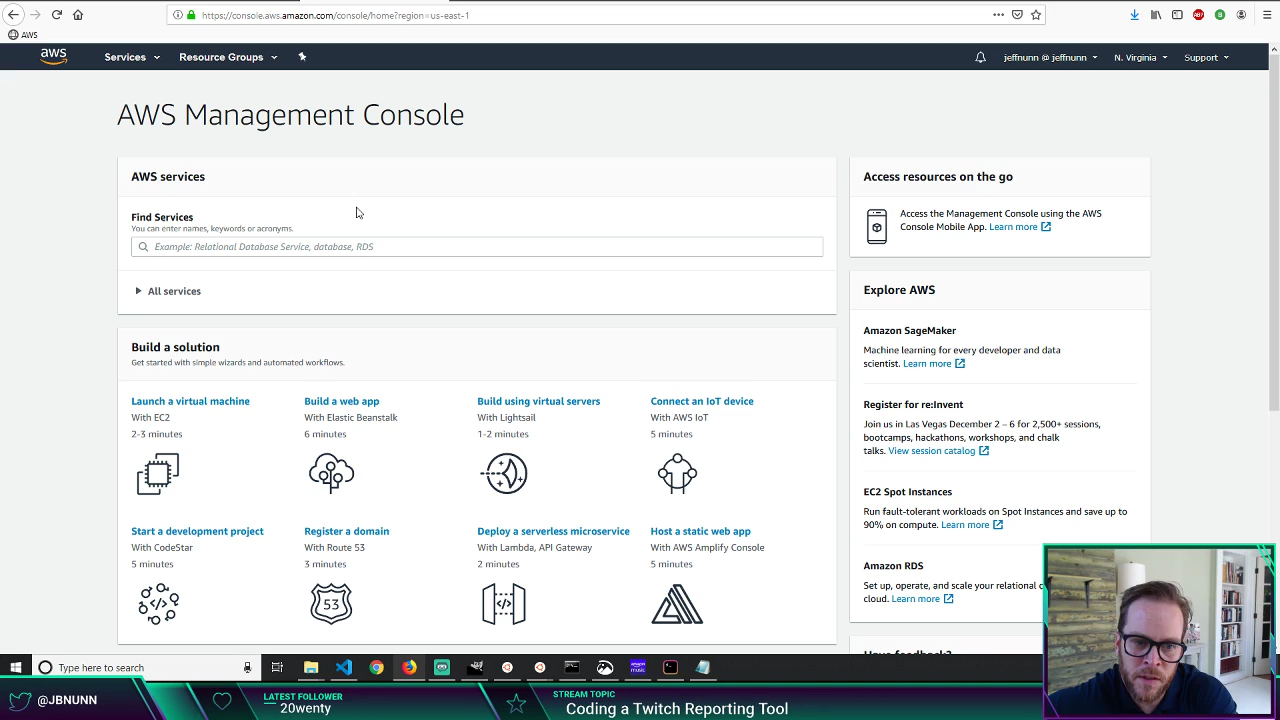 https://console.aws.amazon.com/console/home?region=us-east-1
AWS
aws
Services
Resource Groups
jeffnunn @ jeffnunn
N. Virginia
Support
AWS Management Console
AWS services
Find Services
You can enter names, keywords or acronyms.
Example: Relational Database Service, database, RDS
All services
Build a solution
Get started with simple wizards and automated workflows.
Launch a virtual machine
With EC2
2-3 minutes
Build a web app
With Elastic Beanstalk
6 minutes
Build using virtual servers
With Lightsail
1-2 minutes
Connect an IoT device
With AWS IoT
5 minutes
Start a development project
With CodeStar
5 minutes
Register a domain
With Route 53
3 minutes
53
Deploy a serverless microservice
With Lambda, API Gateway
2 minutes
Host a static web app
With AWS Amplify Console
5 minutes
Access resources on the go
Access the Management Console using the AWS
Console Mobile App. Learn more
Explore AWS
Amazon SageMaker
Machine learning for every developer and data
scientist. Learn more
Register for re:Invent
Join us in Las Vegas December 2 – 6 for 2,500+ sessions,
bootcamps, hackathons, workshops, and chalk
talks. View session catalog
EC2 Spot Instances
Run fault-tolerant workloads on Spot Instances and save up to
90% on compute. Learn more
Amazon RDS
Set up, operate, and scale your relational
cloud. Learn more
Have feedback?
Type here to search
@JBNUNN
LATEST FOLLOWER
20wenty
STREAM TOPIC
Coding a Twitch Reporting Tool